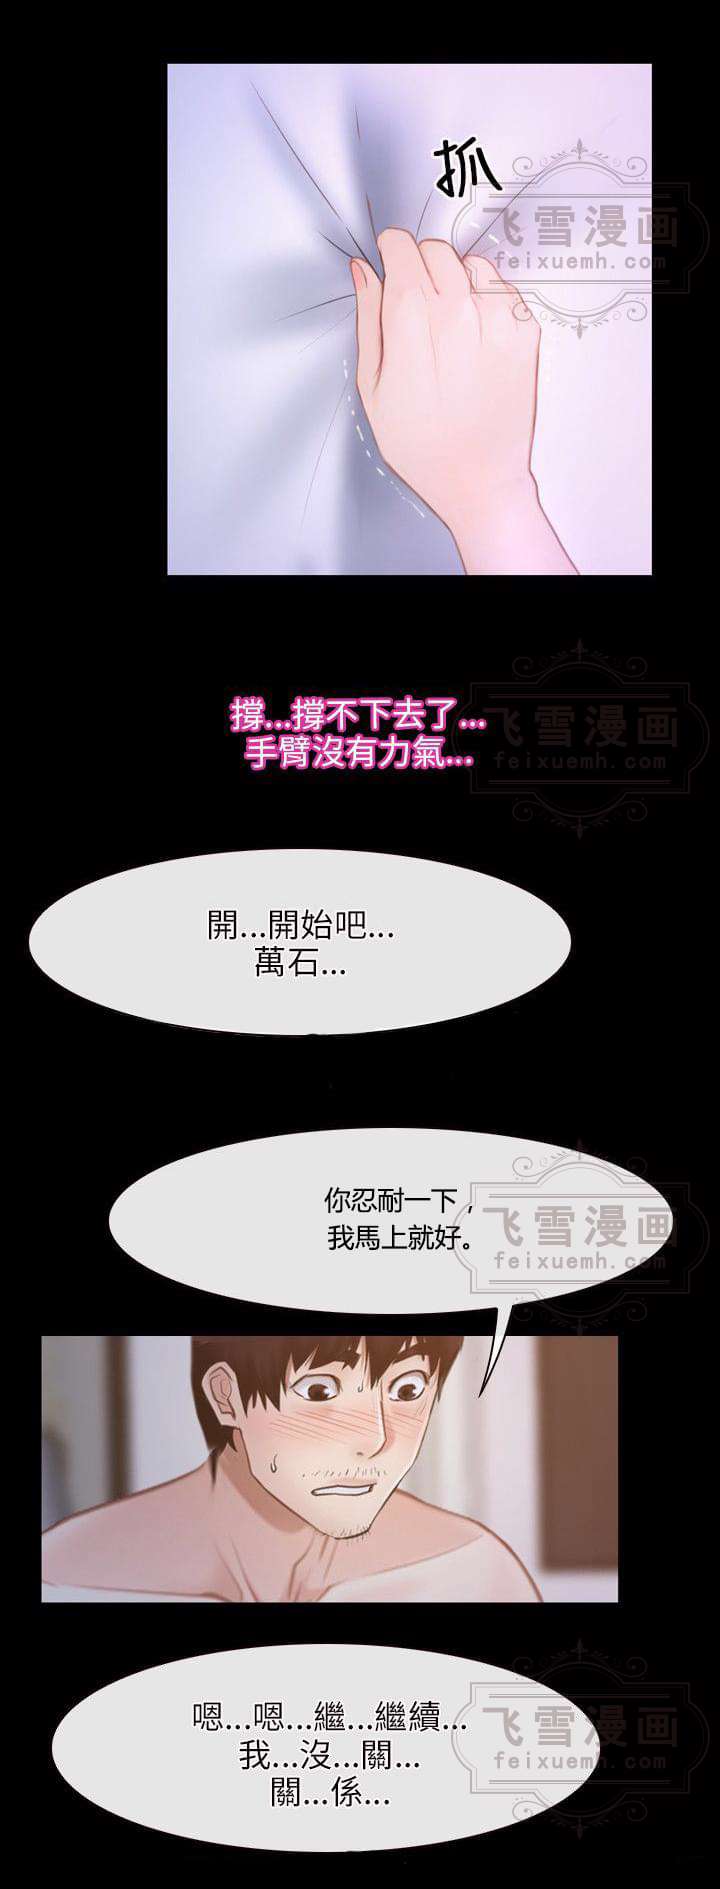 抓
飞雪漫画
feixuemh.com
撐...撐不下去了...
手臂沒有力氣...
飞雪漫画
feixuemh.com
開...開始吧...
萬石...
你忍耐一下，
我馬上就好。
飞雪漫画
feixuemh.com
嗯...嗯...繼...繼續...
我...沒...關...
關...係...
飞雪漫画
feixuemh.com